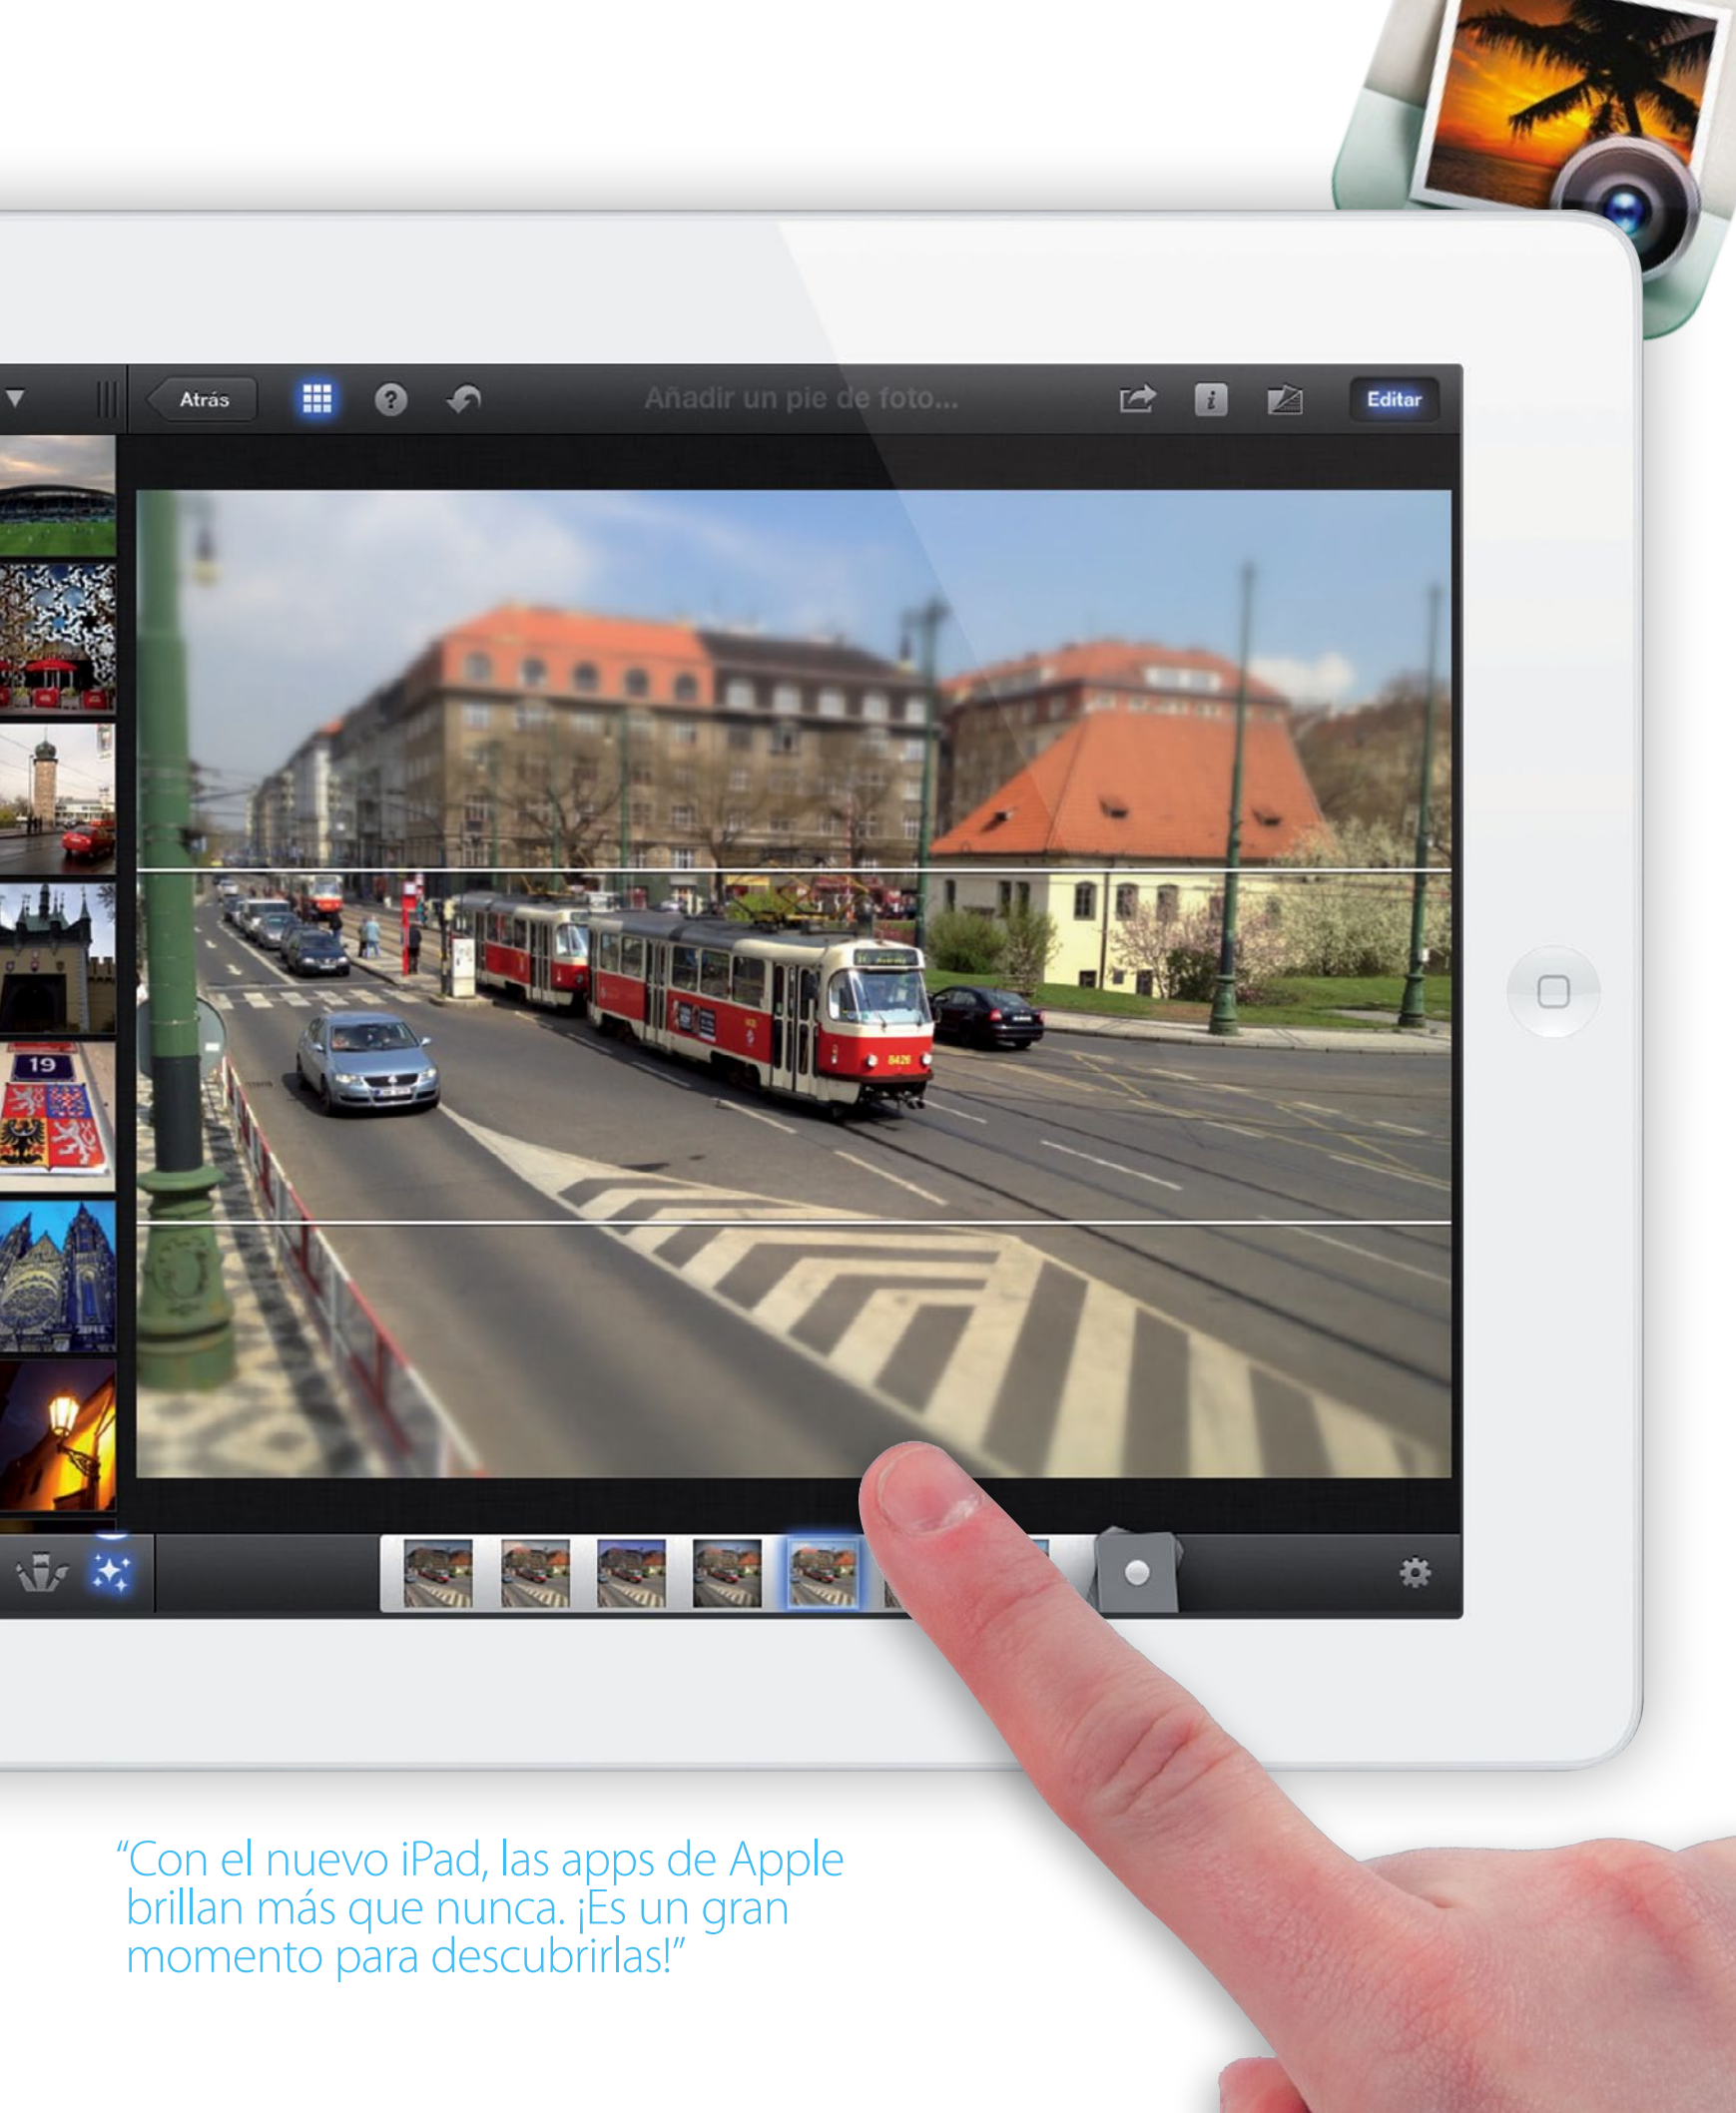 Atrás
Añadir un pie de foto...
Editar
19
8426
“Con el nuevo iPad, las apps de Apple
brillan más que nunca. ¡Es un gran
momento para descubrirlas!”